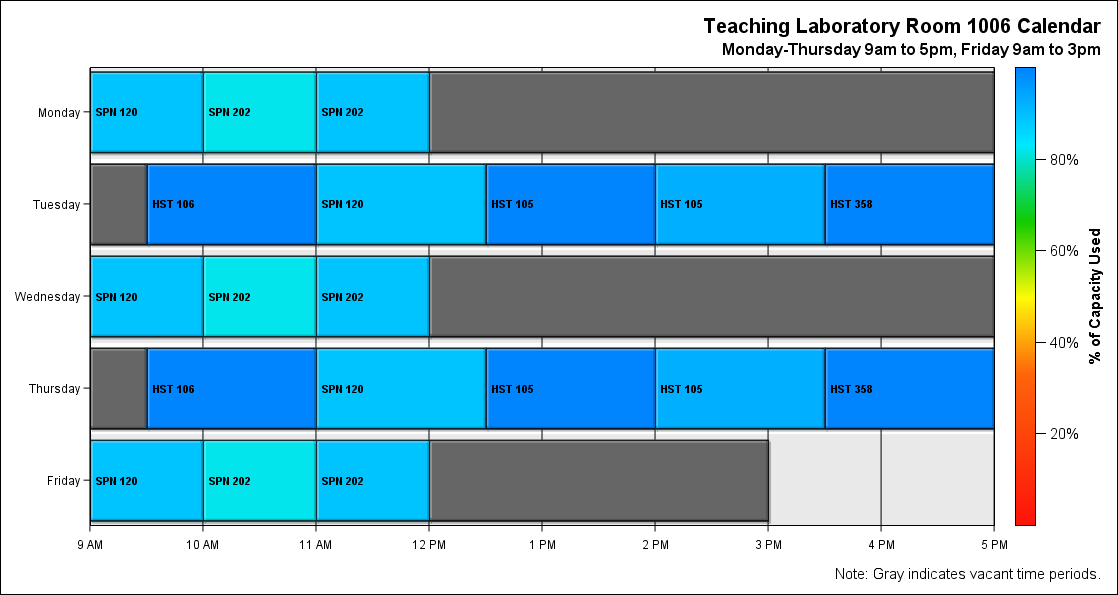 Teaching Laboratory Room 1006 Calendar
Monday-Thursday 9am to 5pm, Friday 9am to 3pm
Monday
SPN 120
SPN 202
SPN 202
Tuesday
HST 106
SPN 120
HST 105
HST 105
HST 358
Wednesday
SPN 120
SPN 202
SPN 202
Thursday
HST 106
SPN 120
HST 105
HST 105
HST 358
Friday
SPN 120
SPN 202
SPN 202
9 AM
10 AM
11 AM
12 PM
1 PM
2 PM
3 PM
4 PM
5 PM
80%
60%
40%
20%
% of Capacity Used
Note: Gray indicates vacant time periods.